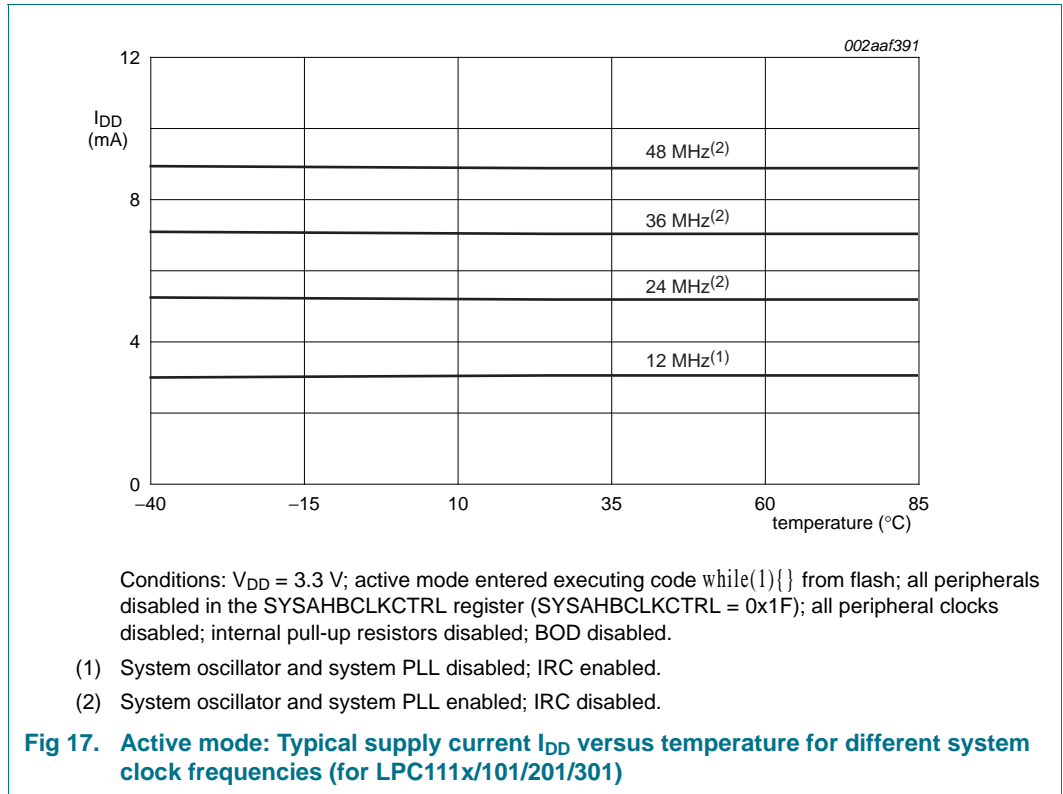 002aaf391
12
IDD
(mA)
48 MHz(2)
8
36 MHz(2)
24 MHz(2)
4
12 MHz(1)
0
−40 −15 10 35 60 85
temperature (°C)
Conditions: VDD = 3.3 V; active mode entered executing code while(1){} from flash; all peripherals
disabled in the SYSAHBCLKCTRL register (SYSAHBCLKCTRL = 0x1F); all peripheral clocks
disabled; internal pull-up resistors disabled; BOD disabled.
(1) System oscillator and system PLL disabled; IRC enabled.
(2) System oscillator and system PLL enabled; IRC disabled.
Fig 17. Active mode: Typical supply current IDD versus temperature for different system
clock frequencies (for LPC111x/101/201/301)